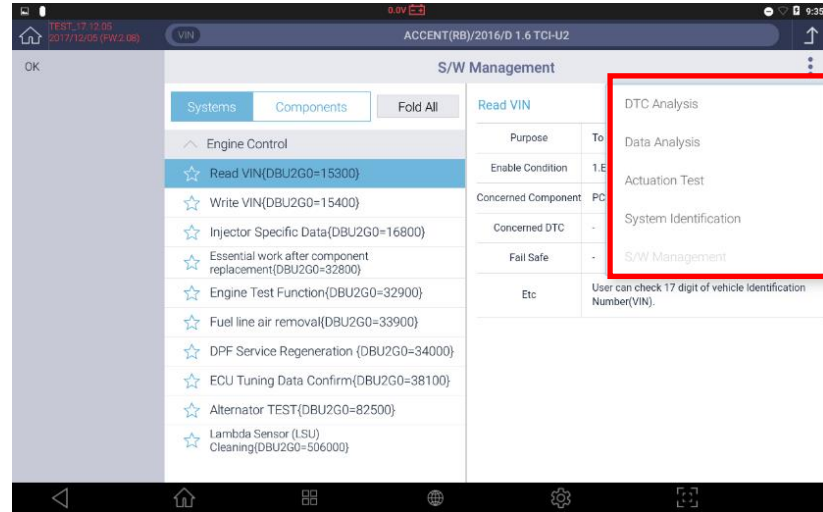 0.0V
9:35
TEST_17.12.05
2017/12/05 (FW:2.08)
VIN
ACCENT(RB)/2016/D 1.6 TCI-U2
OK
S/W Management
Systems
Components
Fold All
Engine Control
Read VIN{DBU2G0=15300}
Write VIN{DBU2G0=15400}
Injector Specific Data{DBU2G0=16800}
Essential work after component
replacement{DBU2G0=32800}
Engine Test Function{DBU2G0=32900}
Fuel line air removal{DBU2G0=33900}
DPF Service Regeneration {DBU2G0=34000}
ECU Tuning Data Confirm{DBU2G0=38100}
Alternator TEST{DBU2G0=82500}
Lambda Sensor (LSU)
Cleaning{DBU2G0=506000}
Read VIN
Purpose
To
Enable Condition
1.E
Concerned Component
PC
Concerned DTC
-
Fail Safe
-
Etc
User can check 17 digit of vehicle Identification
Number(VIN).
DTC Analysis
Data Analysis
Actuation Test
System Identification
S/W Management